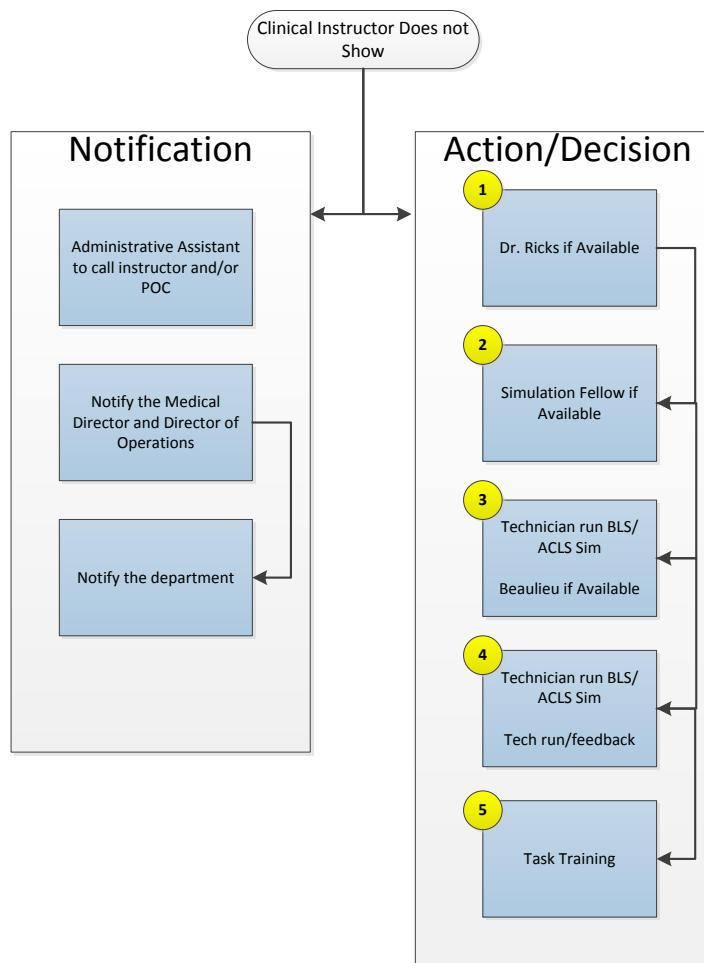 Clinical Instructor Does not
Show
Notification
Administrative Assistant
to call instructor and/or
POC
Notify the Medical
Director and Director of
Operations
Notify the department
Action/Decision
1
Dr. Ricks if Available
2
Simulation Fellow if
Available
3
Technician run BLS/
ACLS Sim
Beaulieu if Available
4
Technician run BLS/
ACLS Sim
Tech run/feedback
5
Task Training